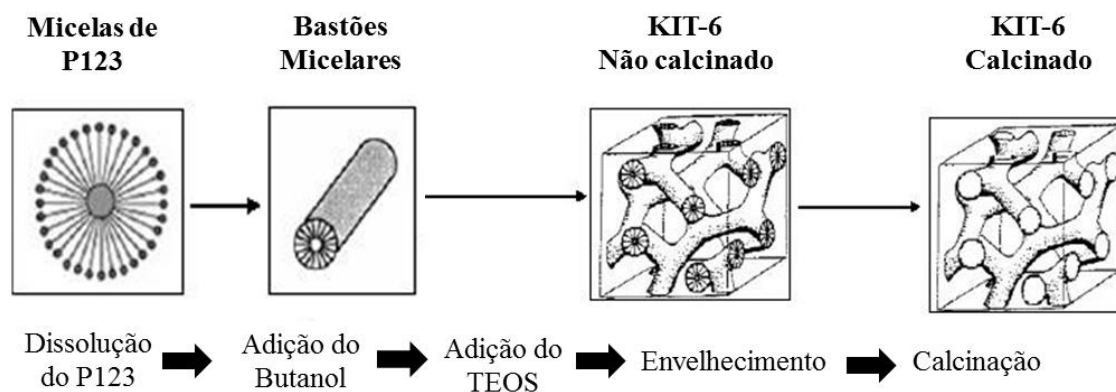 Micelas de
P123
Bastões
Micelares
KIT-6
Não calcinado
KIT-6
Calcinado
Dissolução
do P123
Adição do
Butanol
Adição do
TEOS
Envelhecimento
Calcinação